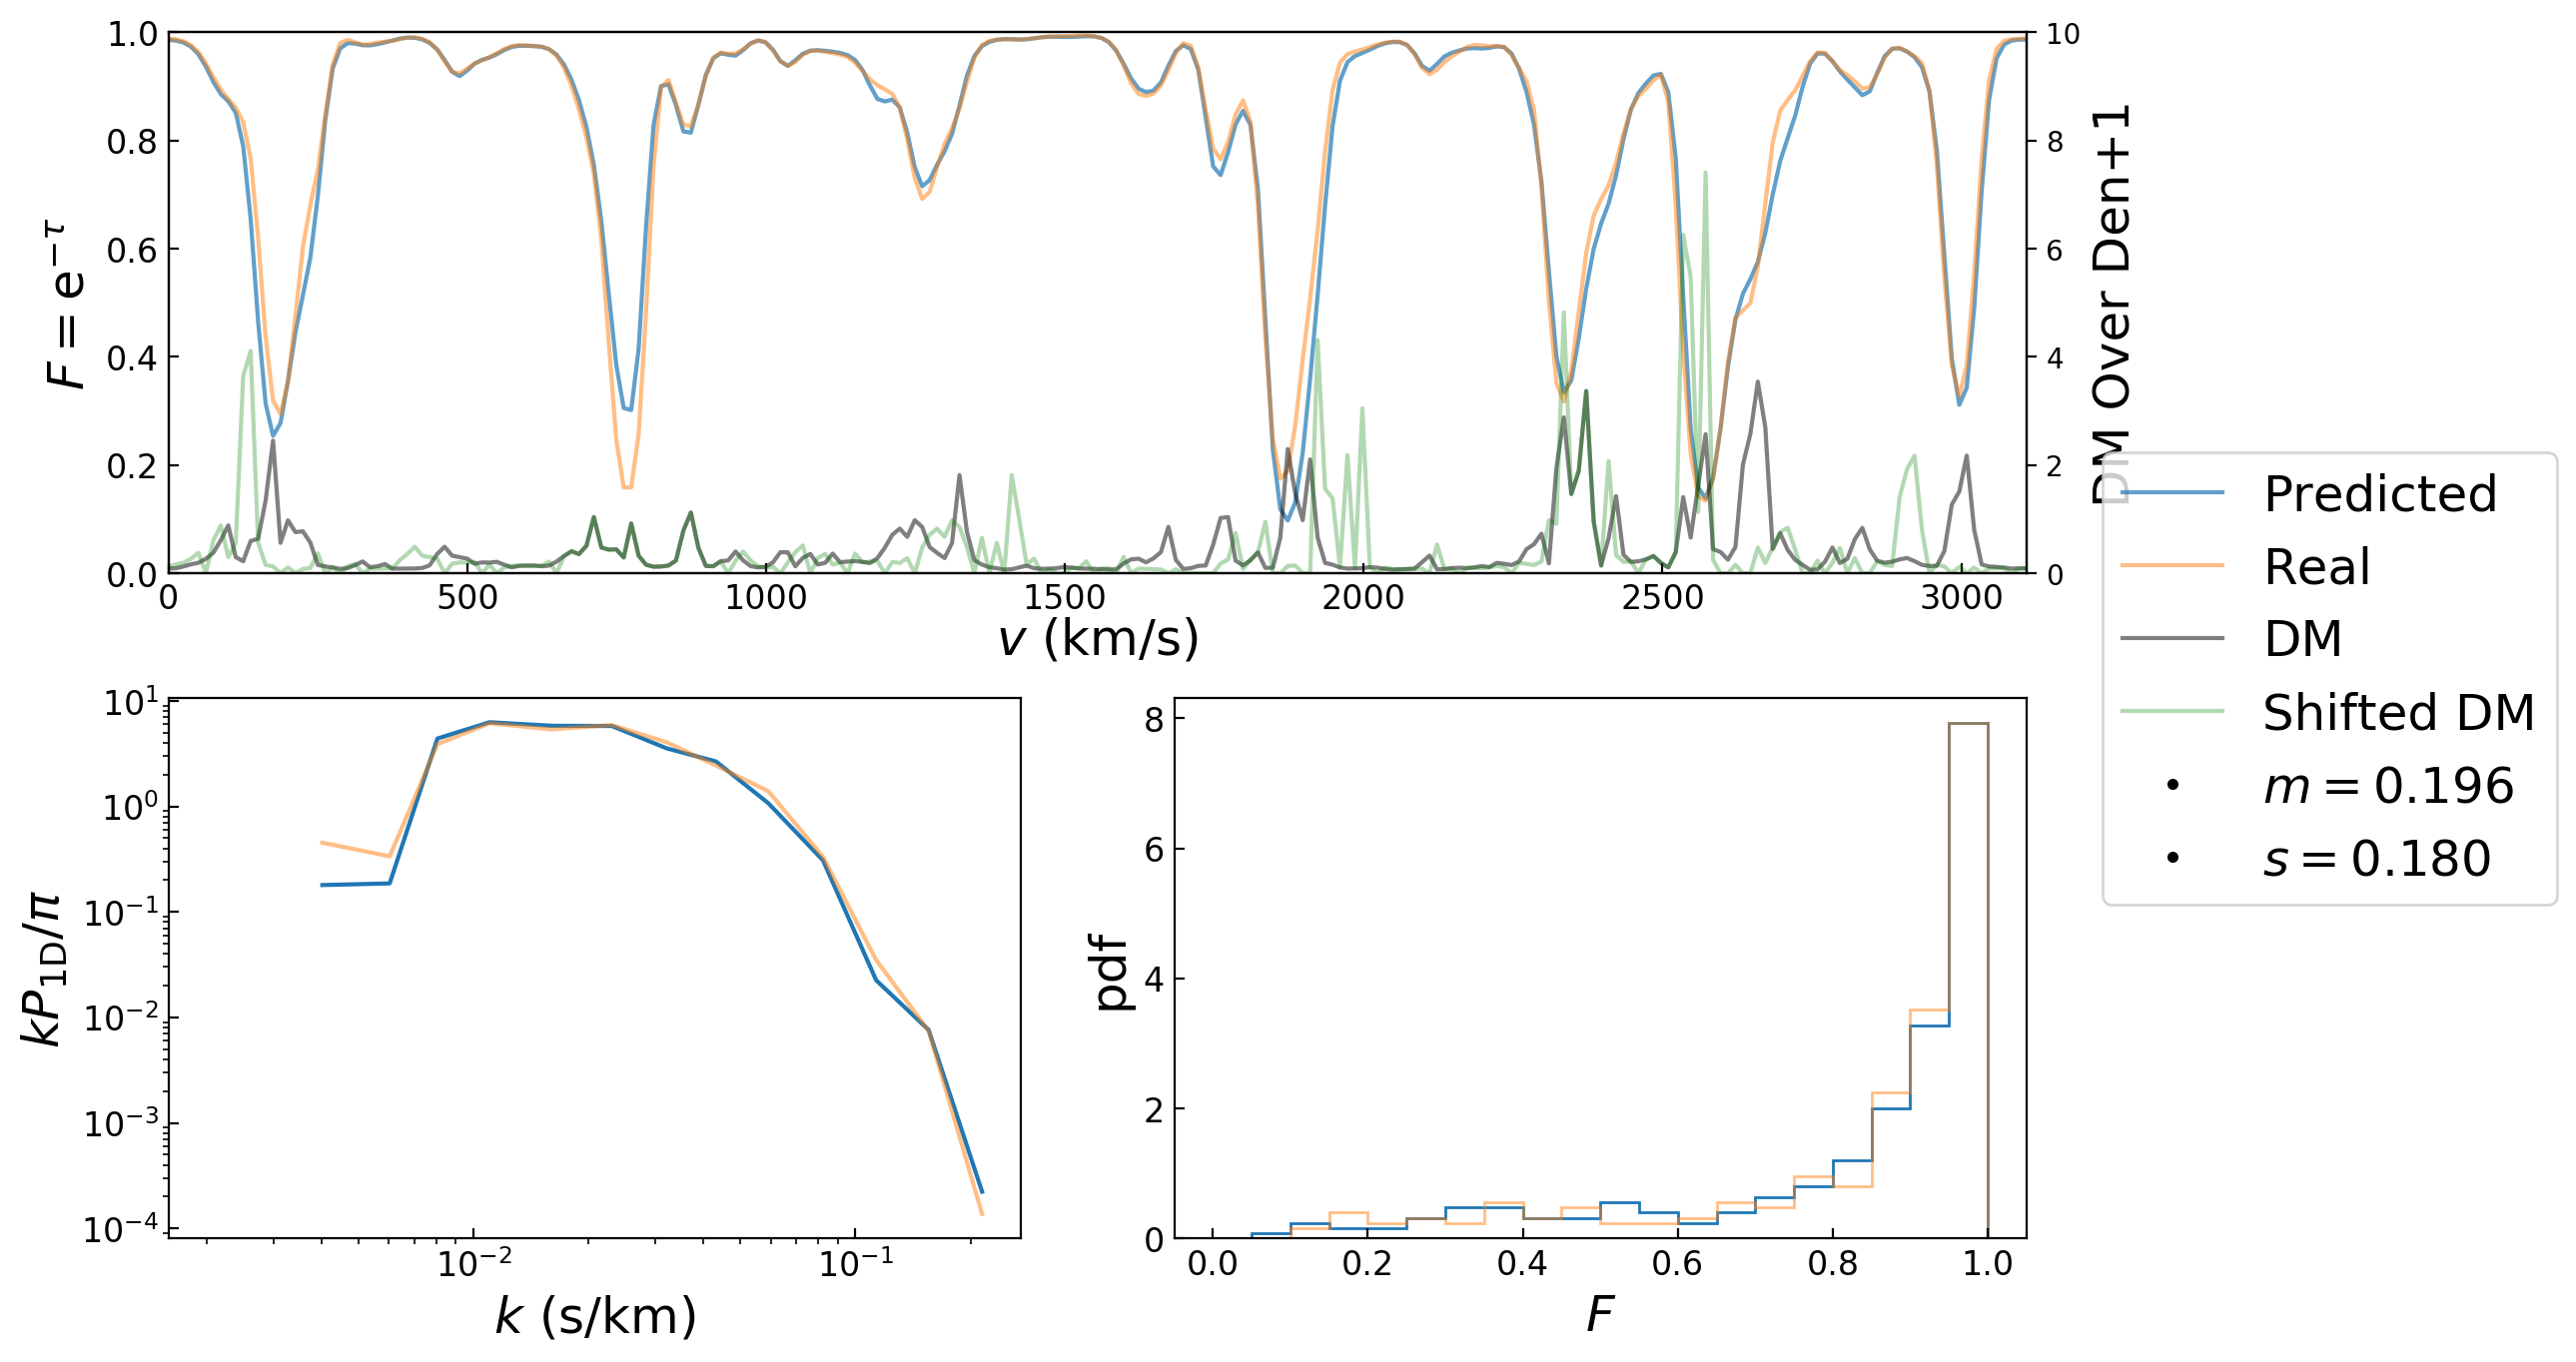 1.0
0.8
0.6
0.4
0.2
0.0
F = e^{-τ}
10
8
6
4
2
0
DM Over Den+1
0 500 1000 1500 2000 2500 3000
v (km/s)
Predicted
Real
DM
Shifted DM
m = 0.196
s = 0.180
10^1
10^0
10^{-1}
10^{-2}
10^{-3}
10^{-4}
kP_{1D}/π
10^{-2} 10^{-1}
k (s/km)
8
6
4
2
0
pdf
0.0 0.2 0.4 0.6 0.8 1.0
F